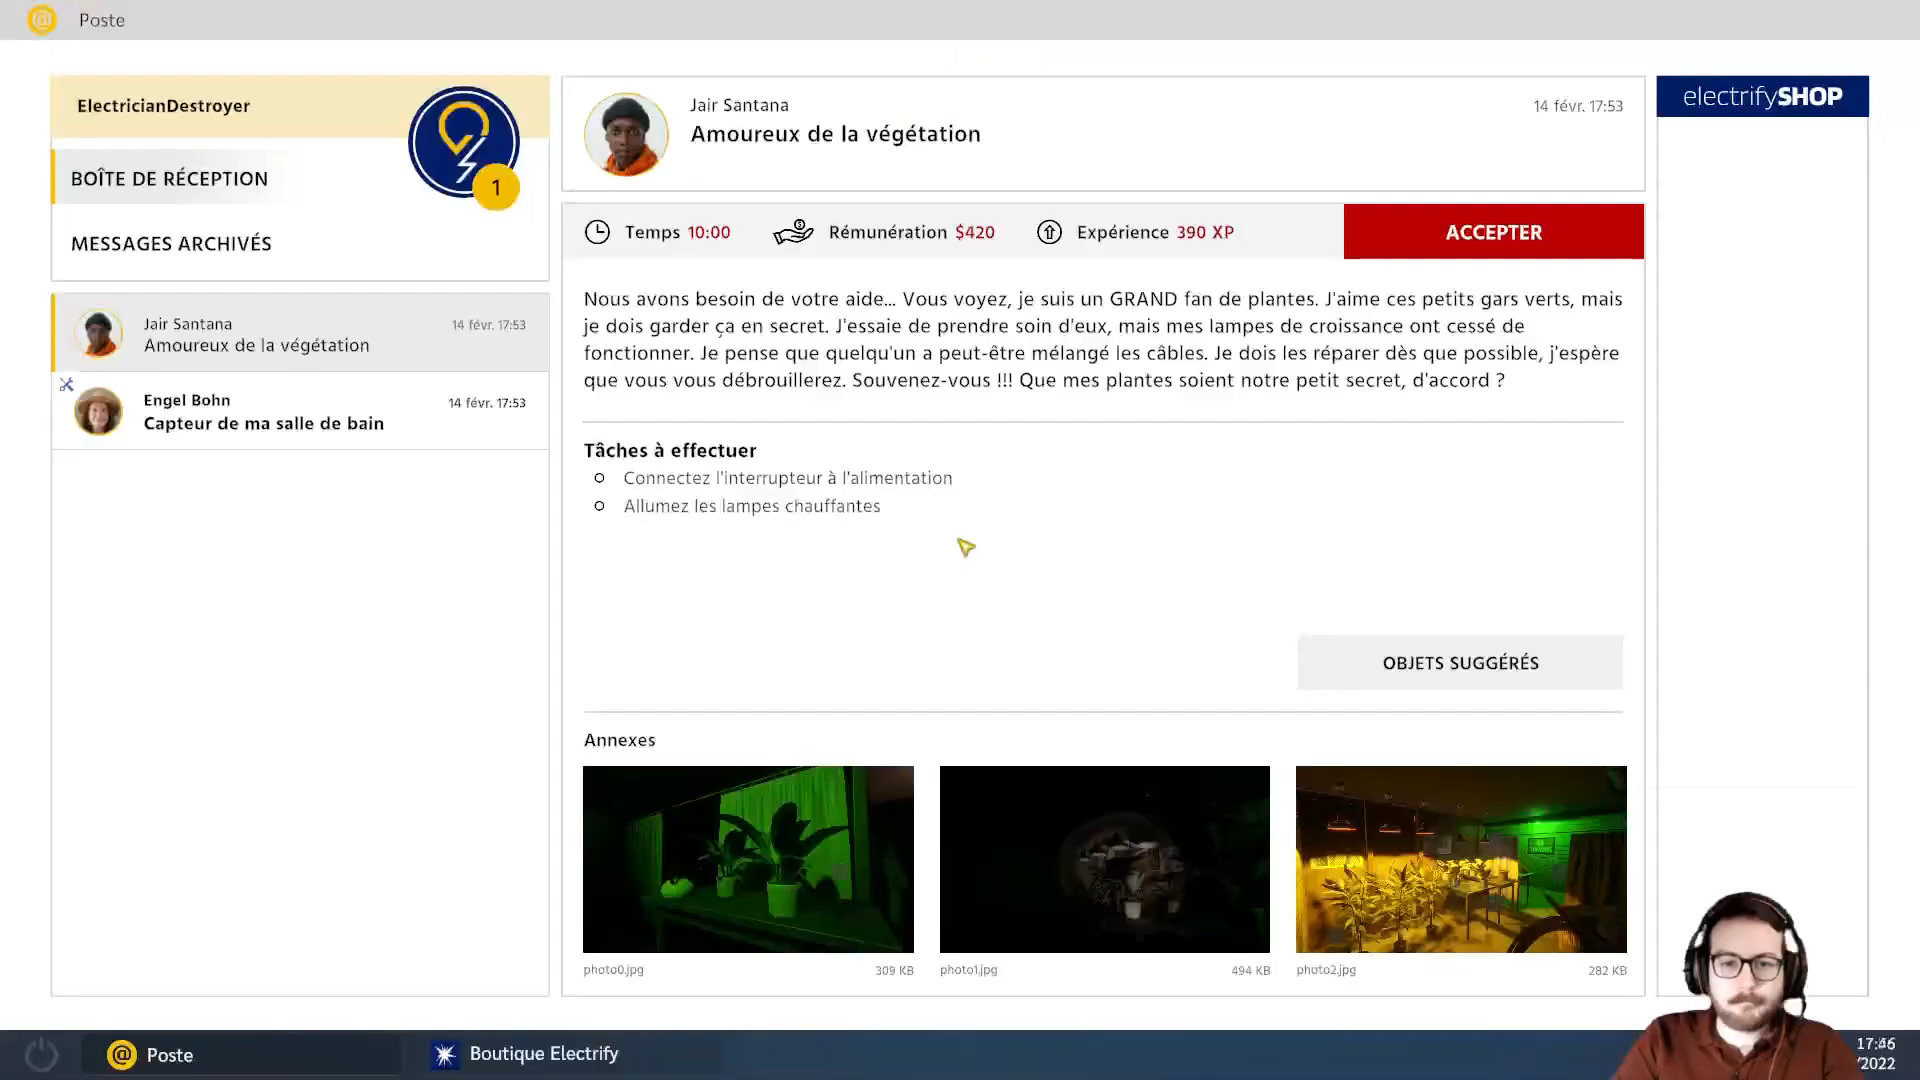 Poste
ElectricianDestroyer
1
BOÎTE DE RÉCEPTION
MESSAGES ARCHIVÉS
Jair Santana
14 févr. 17:53
Amoureux de la végétation
Engel Bohn
14 févr. 17:53
Capteur de ma salle de bain
Jair Santana
14 févr. 17:53
Amoureux de la végétation
Temps 10:00
Rémunération $420
Expérience 390 XP
ACCEPTER
Nous avons besoin de votre aide... Vous voyez, je suis un GRAND fan de plantes. J'aime ces petits gars verts, mais
je dois garder ça en secret. J'essaie de prendre soin d'eux, mais mes lampes de croissance ont cessé de
fonctionner. Je pense que quelqu'un a peut-être mélangé les câbles. Je dois les réparer dès que possible, j'espère
que vous vous débrouillerez. Souvenez-vous !!! Que mes plantes soient notre petit secret, d'accord ?
Tâches à effectuer
Connectez l'interrupteur à l'alimentation
Allumez les lampes chauffantes
OBJETS SUGGÉRÉS
Annexes
photo0.jpg
309 KB
photo1.jpg
494 KB
photo2.jpg
282 KB
electrifySHOP
Poste
Boutique Electrify
17:46
/2022